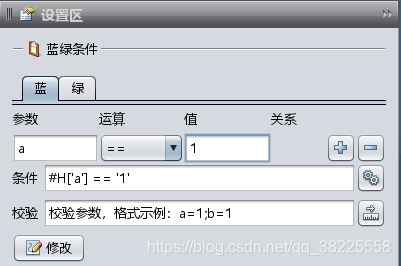 设置区
蓝绿条件
蓝 绿
参数 运算 值 关系
a == 1
条件 #H['a'] == '1'
校验 校验参数，格式示例：a=1;b=1
修改
https://blog.csdn.net/qq_38225558